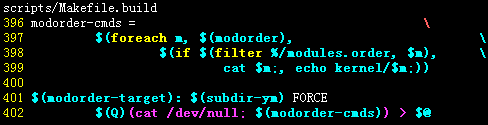 scripts/Makefile.build
396 modorder-cmds = \
397 $(foreach m, $(modorder), \
398 $(if $(filter %/modules.order, $m), \
399 cat $m;, echo kernel/$m;))
400
401 $(modorder-target): $(subdir-ym) FORCE
402 $(Q)(cat /dev/null; $(modorder-cmds)) > $@